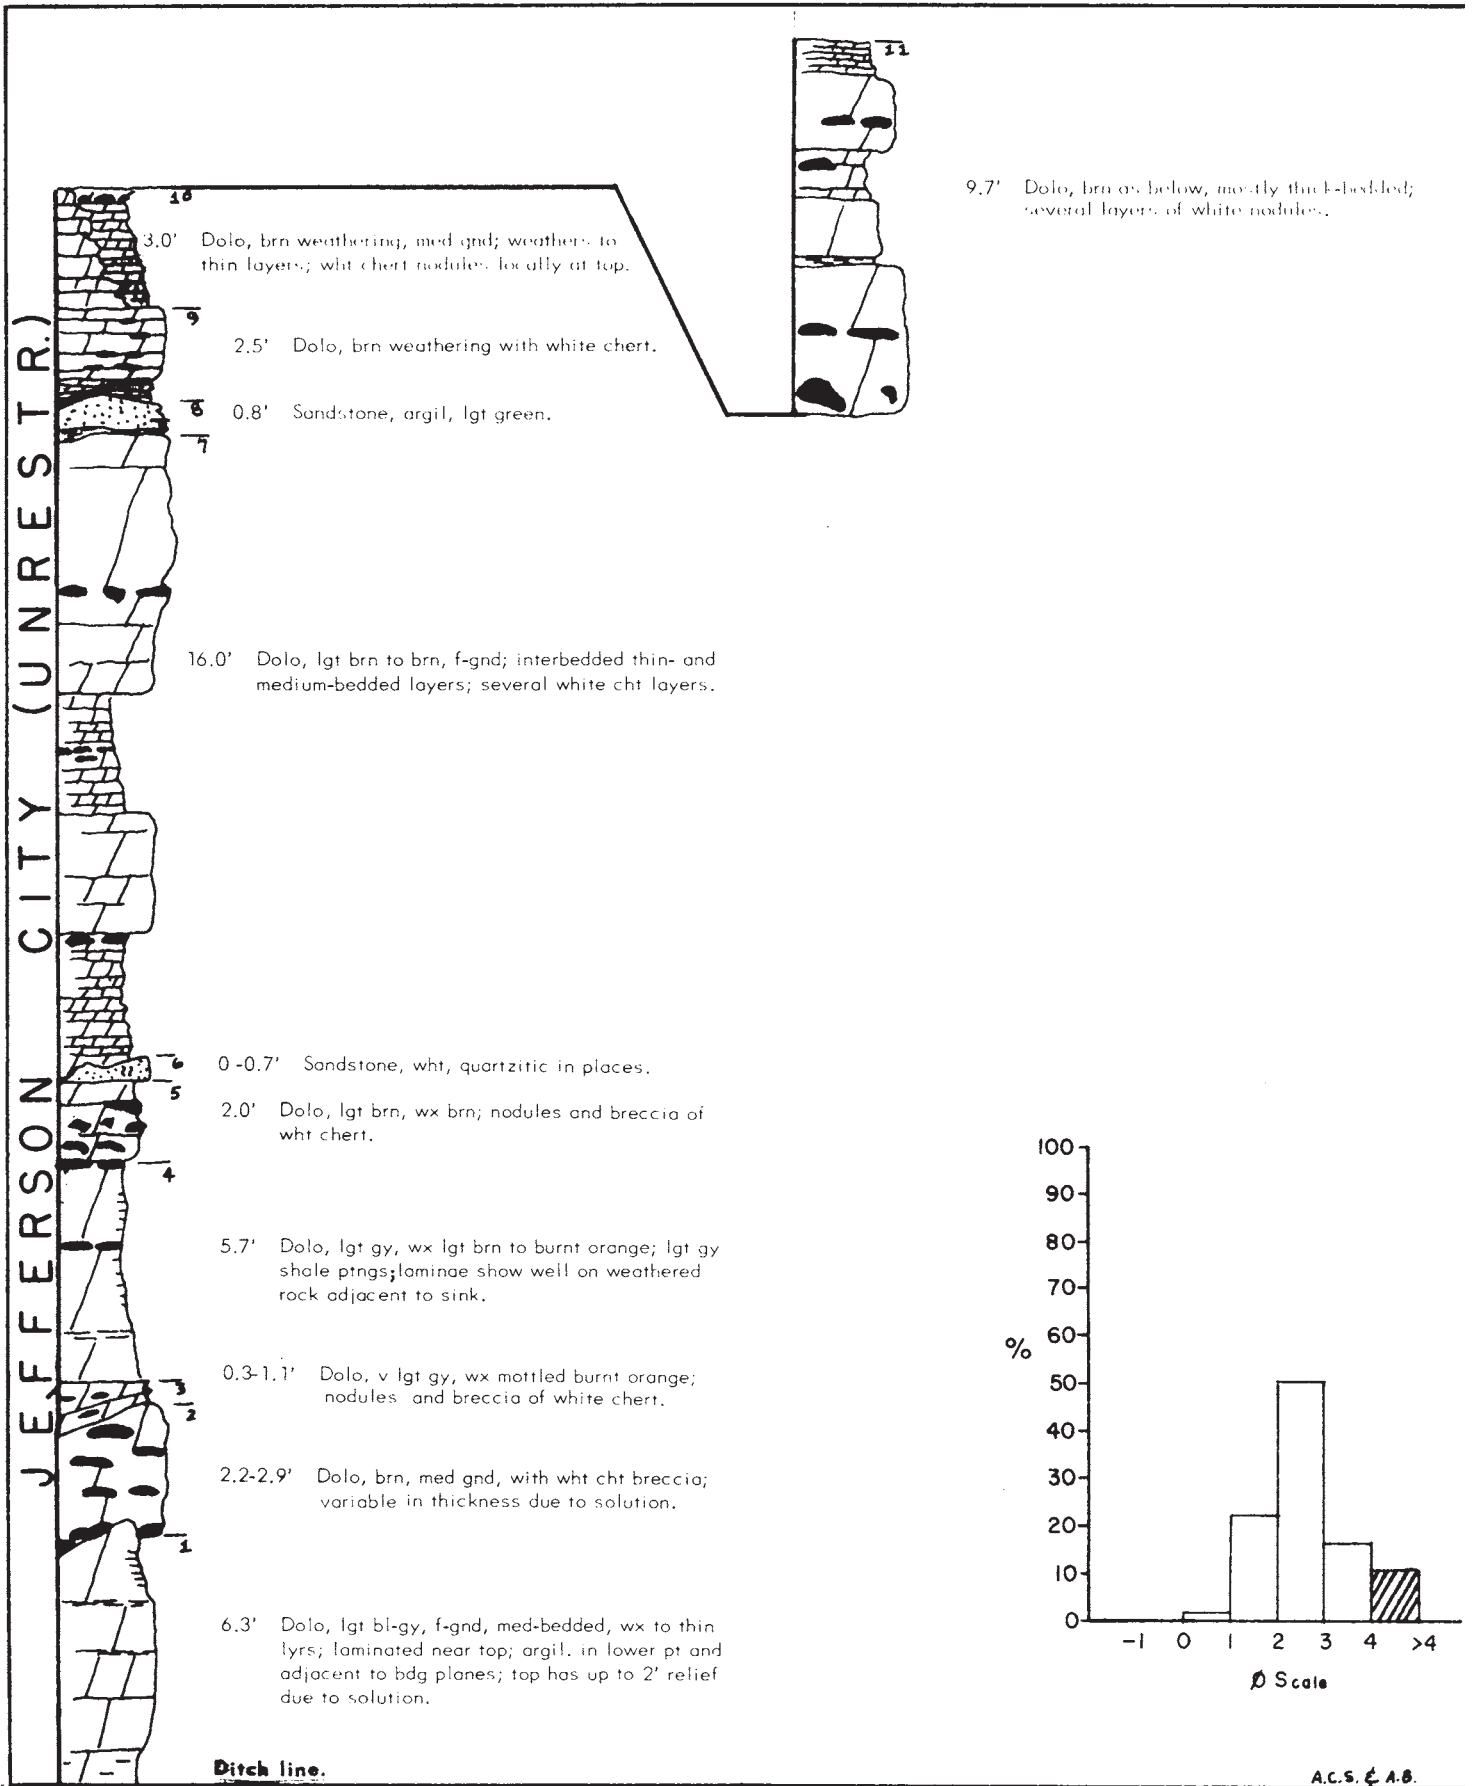 JEFFERSON CITY (UNRESTR.)
11
9.7' Dolo, brn as below, mostly thick-bedded;
several layers of white nodules.
10
3.0' Dolo, brn weathering, med gnd; weathers to
thin layers; wht chert nodules locally at top.
9
2.5' Dolo, brn weathering with white chert.
8
0.8' Sandstone, argil, lgt green.
7
16.0' Dolo, lgt brn to brn, f-gnd; interbedded thin- and
medium-bedded layers; several white cht layers.
6
0-0.7' Sandstone, wht, quartzitic in places.
5
2.0' Dolo, lgt brn, wx brn; nodules and breccia of
wht chert.
4
5.7' Dolo, lgt gy, wx lgt brn to burnt orange; lgt gy
shale ptngs; laminae show well on weathered
rock adjacent to sink.
0.3-1.1' Dolo, v lgt gy, wx mottled burnt orange;
nodules and breccia of white chert.
3
2
2.2-2.9' Dolo, brn, med gnd, with wht cht breccia;
variable in thickness due to solution.
1
6.3' Dolo, lgt bl-gy, f-gnd, med-bedded, wx to thin
lyrs; laminated near top; argil. in lower pt and
adjacent to bdg planes; top has up to 2' relief
due to solution.
Ditch line.
100
90
80
70
60
%
50
40
30
20
10
0
-1 0 1 2 3 4 >4
Ø Scale
A.C.S. & A.B.